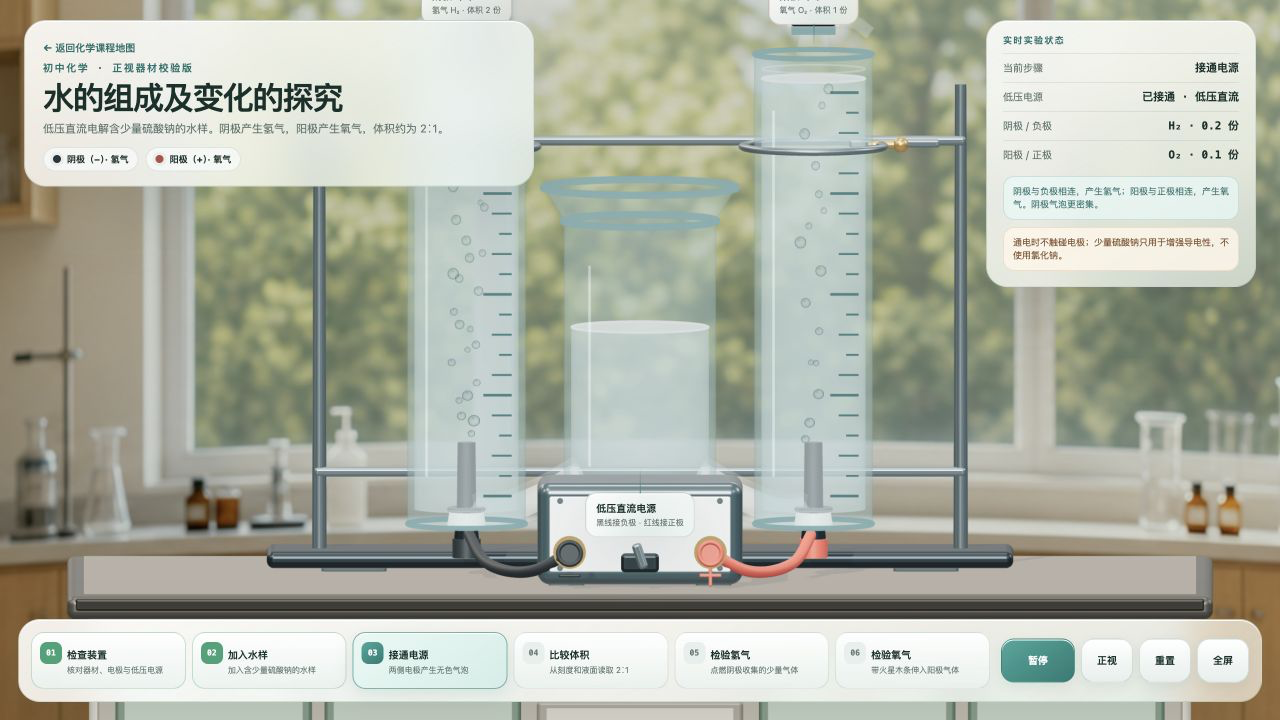 氢气 H₂ · 体积 2 份
氧气 O₂ · 体积 1 份
← 返回化学课程地图
初中化学 · 正视器材校验版
水的组成及变化的探究
低压直流电解含少量硫酸钠的水样。阴极产生氢气，阳极产生氧气，体积约为 2:1。
阴极（−）· 氢气
阳极（+）· 氧气
实时实验状态
当前步骤 接通电源
低压电源 已接通 · 低压直流
阴极 / 负极 H₂ · 0.2 份
阳极 / 正极 O₂ · 0.1 份
阴极与负极相连，产生氢气；阳极与正极相连，产生氧
气。阴极气泡更密集。
通电时不触碰电极；少量硫酸钠只用于增强导电性，不
使用氯化钠。
低压直流电源
黑线接负极 · 红线接正极
01 检查装置
核对器材、电极与低压电源
02 加入水样
加入含少量硫酸钠的水样
03 接通电源
两侧电极产生无色气泡
04 比较体积
从刻度和液面读取 2:1
05 检验氢气
点燃阴极收集的少量气体
06 检验氧气
带火星木条伸入阳极气体
暂停
正视
重置
全屏